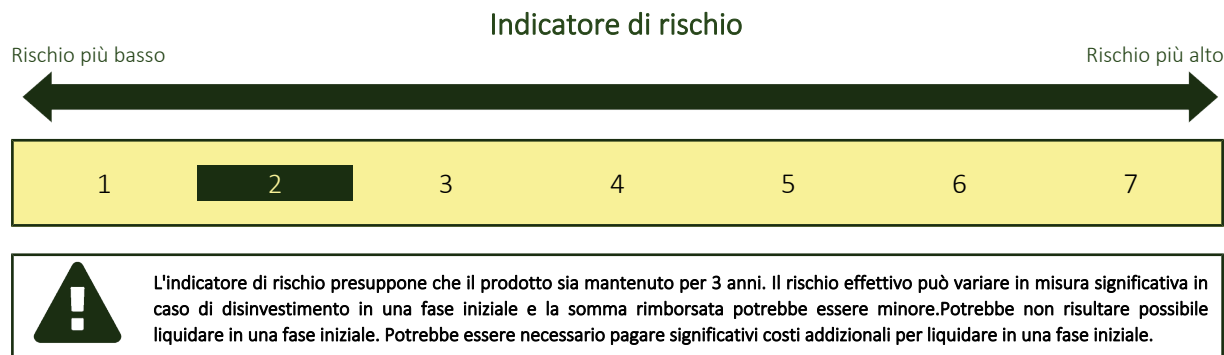 Indicatore di rischio
Rischio più basso
Rischio più alto
1 2 3 4 5 6 7
L'indicatore di rischio presuppone che il prodotto sia mantenuto per 3 anni. Il rischio effettivo può variare in misura significativa in
caso di disinvestimento in una fase iniziale e la somma rimborsata potrebbe essere minore.Potrebbe non risultare possibile
liquidare in una fase iniziale. Potrebbe essere necessario pagare significativi costi addizionali per liquidare in una fase iniziale.